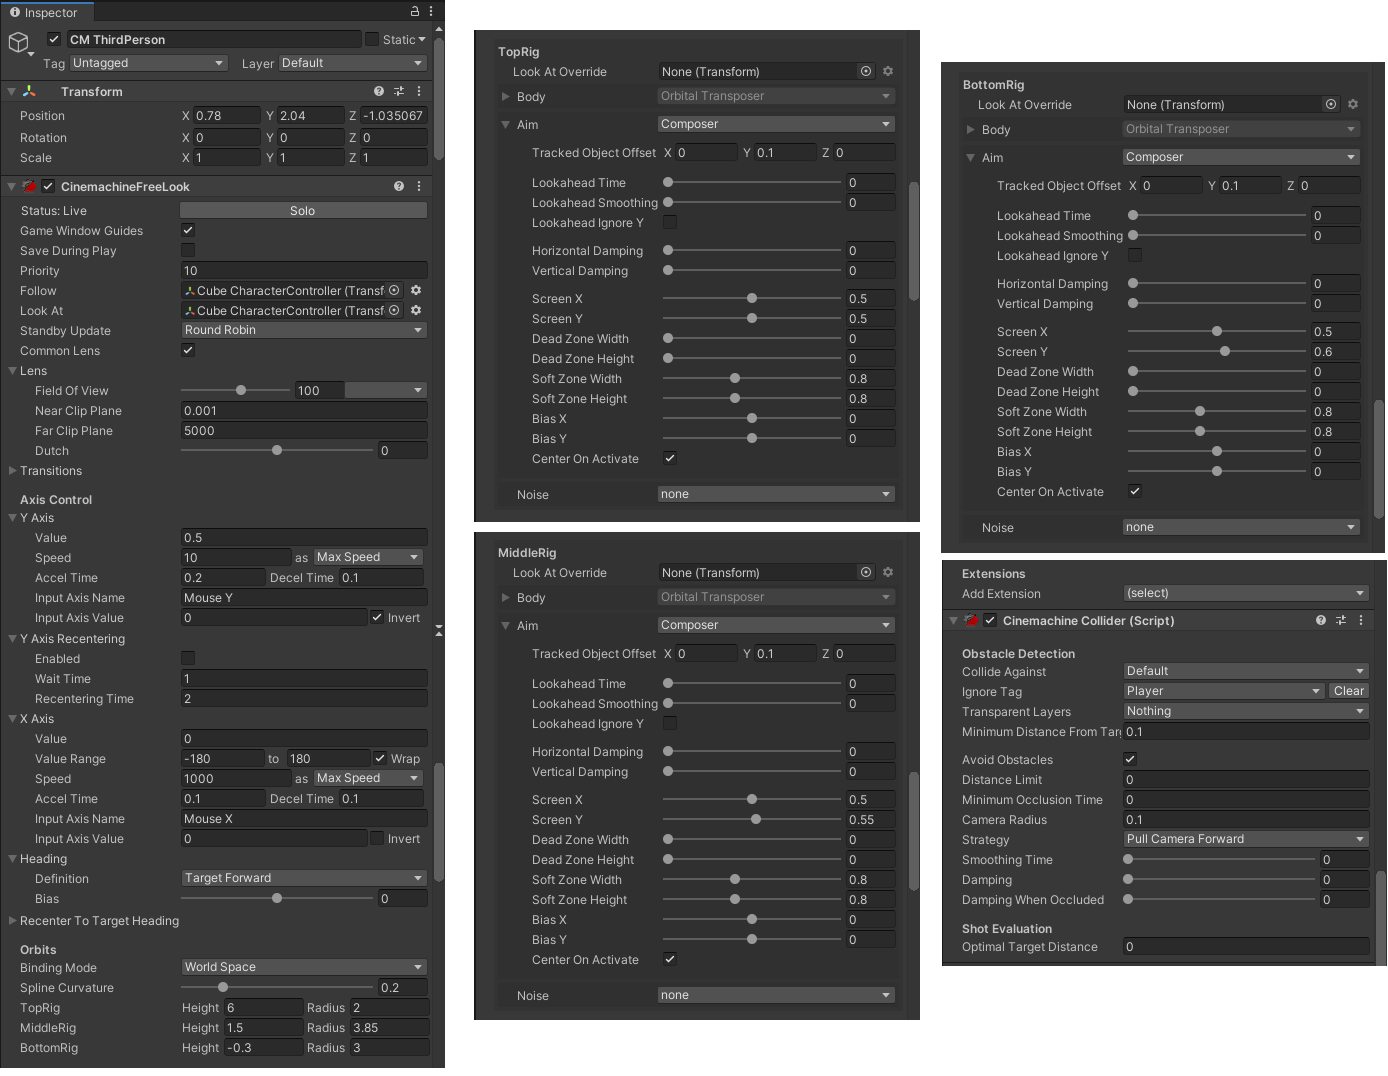 Inspector
CM ThirdPerson
Static
Tag Untagged Layer Default
Transform
Position X 0.78 Y 2.04 Z -1.035067
Rotation X 0 Y 0 Z 0
Scale X 1 Y 1 Z 1
CinemachineFreeLook
Status: Live Solo
Game Window Guides
Save During Play
Priority 10
Follow Cube CharacterController (Transf
Look At Cube CharacterController (Transf
Standby Update Round Robin
Common Lens
Lens
Field Of View 100
Near Clip Plane 0.001
Far Clip Plane 5000
Dutch 0
Transitions
Axis Control
Y Axis
Value 0.5
Speed 10 as Max Speed
Accel Time 0.2 Decel Time 0.1
Input Axis Name Mouse Y
Input Axis Value 0 Invert
Y Axis Recentering
Enabled
Wait Time 1
Recentering Time 2
X Axis
Value 0
Value Range -180 to 180 Wrap
Speed 1000 as Max Speed
Accel Time 0.1 Decel Time 0.1
Input Axis Name Mouse X
Input Axis Value 0 Invert
Heading
Definition Target Forward
Bias 0
Recenter To Target Heading
Orbits
Binding Mode World Space
Spline Curvature 0.2
TopRig Height 6 Radius 2
MiddleRig Height 1.5 Radius 3.85
BottomRig Height -0.3 Radius 3
TopRig
Look At Override None (Transform)
Body Orbital Transposer
Aim Composer
Tracked Object Offset X 0 Y 0.1 Z 0
Lookahead Time 0
Lookahead Smoothing 0
Lookahead Ignore Y
Horizontal Damping 0
Vertical Damping 0
Screen X 0.5
Screen Y 0.5
Dead Zone Width 0
Dead Zone Height 0
Soft Zone Width 0.8
Soft Zone Height 0.8
Bias X 0
Bias Y 0
Center On Activate
Noise none
MiddleRig
Look At Override None (Transform)
Body Orbital Transposer
Aim Composer
Tracked Object Offset X 0 Y 0.1 Z 0
Lookahead Time 0
Lookahead Smoothing 0
Lookahead Ignore Y
Horizontal Damping 0
Vertical Damping 0
Screen X 0.5
Screen Y 0.55
Dead Zone Width 0
Dead Zone Height 0
Soft Zone Width 0.8
Soft Zone Height 0.8
Bias X 0
Bias Y 0
Center On Activate
Noise none
BottomRig
Look At Override None (Transform)
Body Orbital Transposer
Aim Composer
Tracked Object Offset X 0 Y 0.1 Z 0
Lookahead Time 0
Lookahead Smoothing 0
Lookahead Ignore Y
Horizontal Damping 0
Vertical Damping 0
Screen X 0.5
Screen Y 0.6
Dead Zone Width 0
Dead Zone Height 0
Soft Zone Width 0.8
Soft Zone Height 0.8
Bias X 0
Bias Y 0
Center On Activate
Noise none
Extensions
Add Extension (select)
Cinemachine Collider (Script)
Obstacle Detection
Collide Against Default
Ignore Tag Player Clear
Transparent Layers Nothing
Minimum Distance From Targ 0.1
Avoid Obstacles
Distance Limit 0
Minimum Occlusion Time 0
Camera Radius 0.1
Strategy Pull Camera Forward
Smoothing Time 0
Damping 0
Damping When Occluded 0
Shot Evaluation
Optimal Target Distance 0